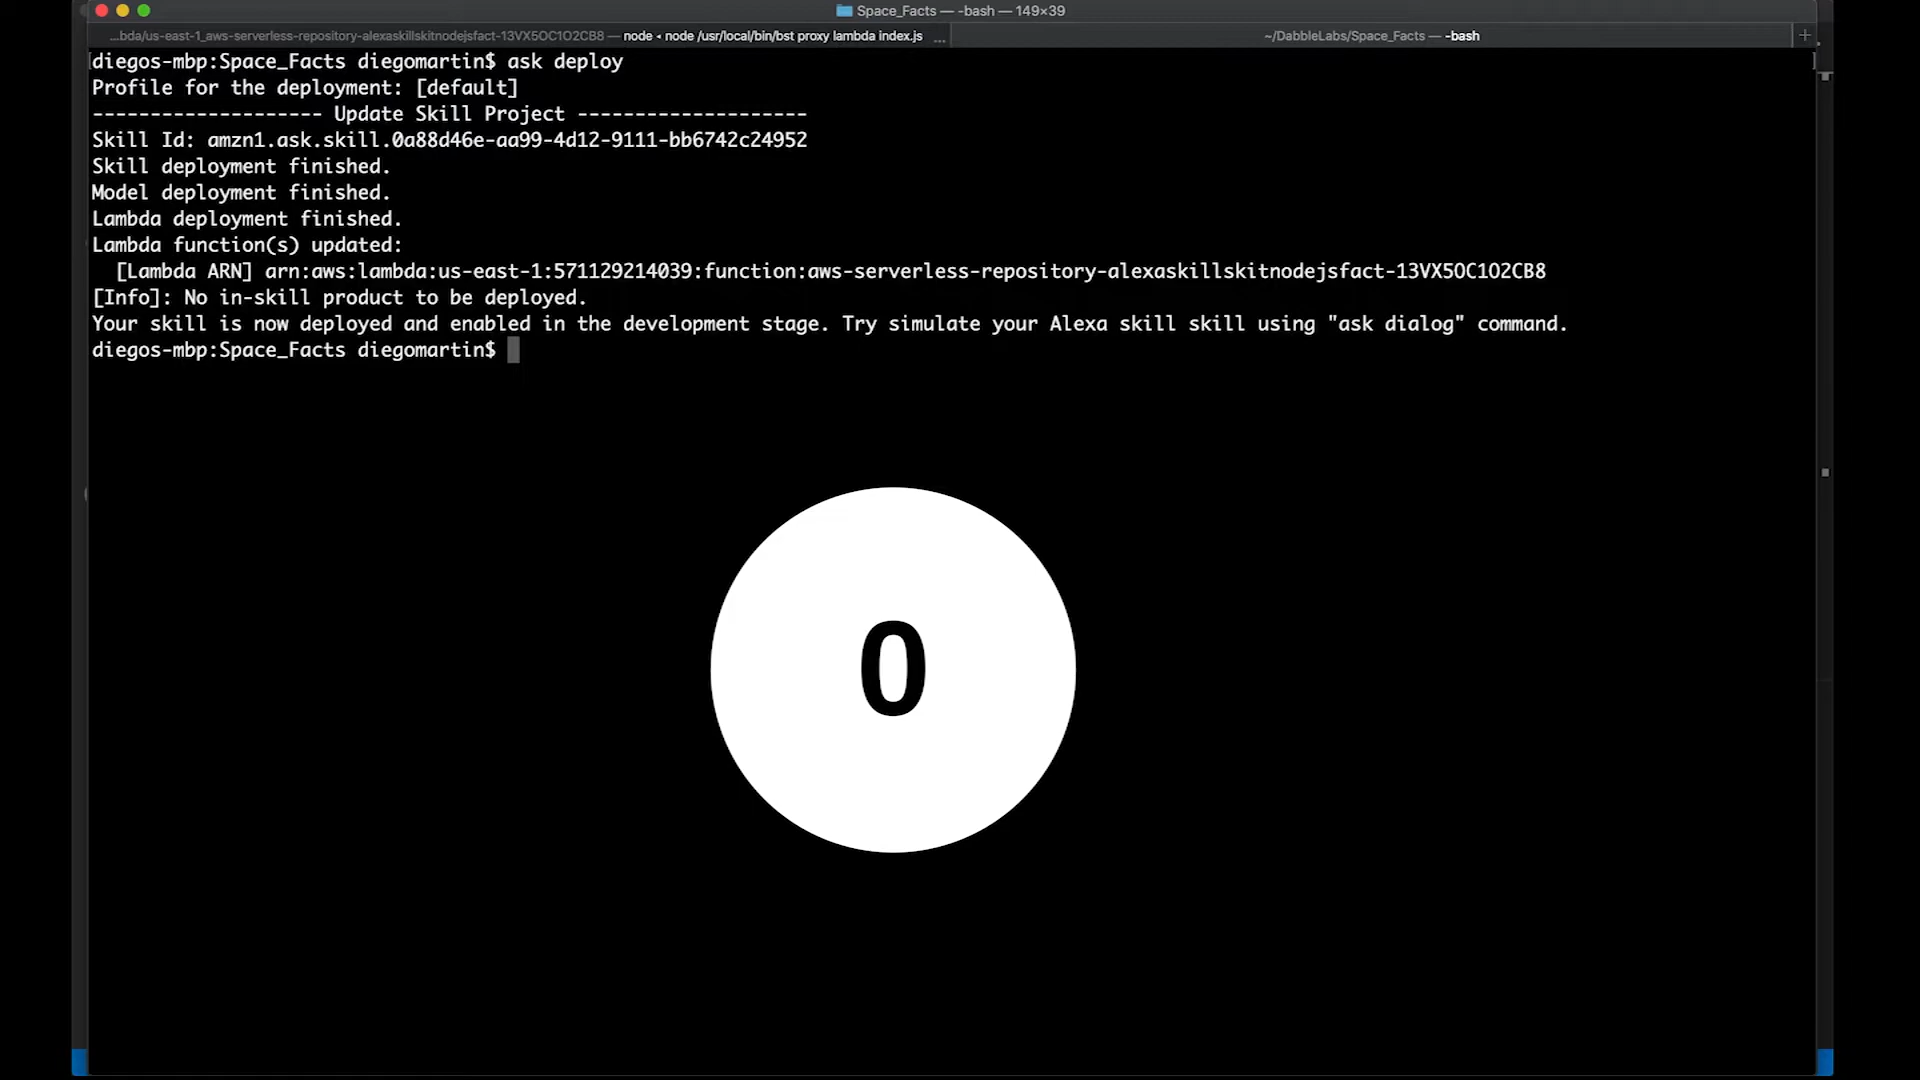 Space_Facts — -bash — 149×39
...bda/us-east-1_aws-serverless-repository-alexaskillskitnodejsfact-13VX5OC1O2CB8 — node ◂ node /usr/local/bin/bst proxy lambda index.js ...
~/DabbleLabs/Space_Facts — -bash
+
[diegos-mbp:Space_Facts diegomartin$ ask deploy ]
Profile for the deployment: [default]
-------------------- Update Skill Project --------------------
Skill Id: amzn1.ask.skill.0a88d46e-aa99-4d12-9111-bb6742c24952
Skill deployment finished.
Model deployment finished.
Lambda deployment finished.
Lambda function(s) updated:
  [Lambda ARN] arn:aws:lambda:us-east-1:571129214039:function:aws-serverless-repository-alexaskillskitnodejsfact-13VX5OC1O2CB8
[Info]: No in-skill product to be deployed.
Your skill is now deployed and enabled in the development stage. Try simulate your Alexa skill skill using "ask dialog" command.
diegos-mbp:Space_Facts diegomartin$
0